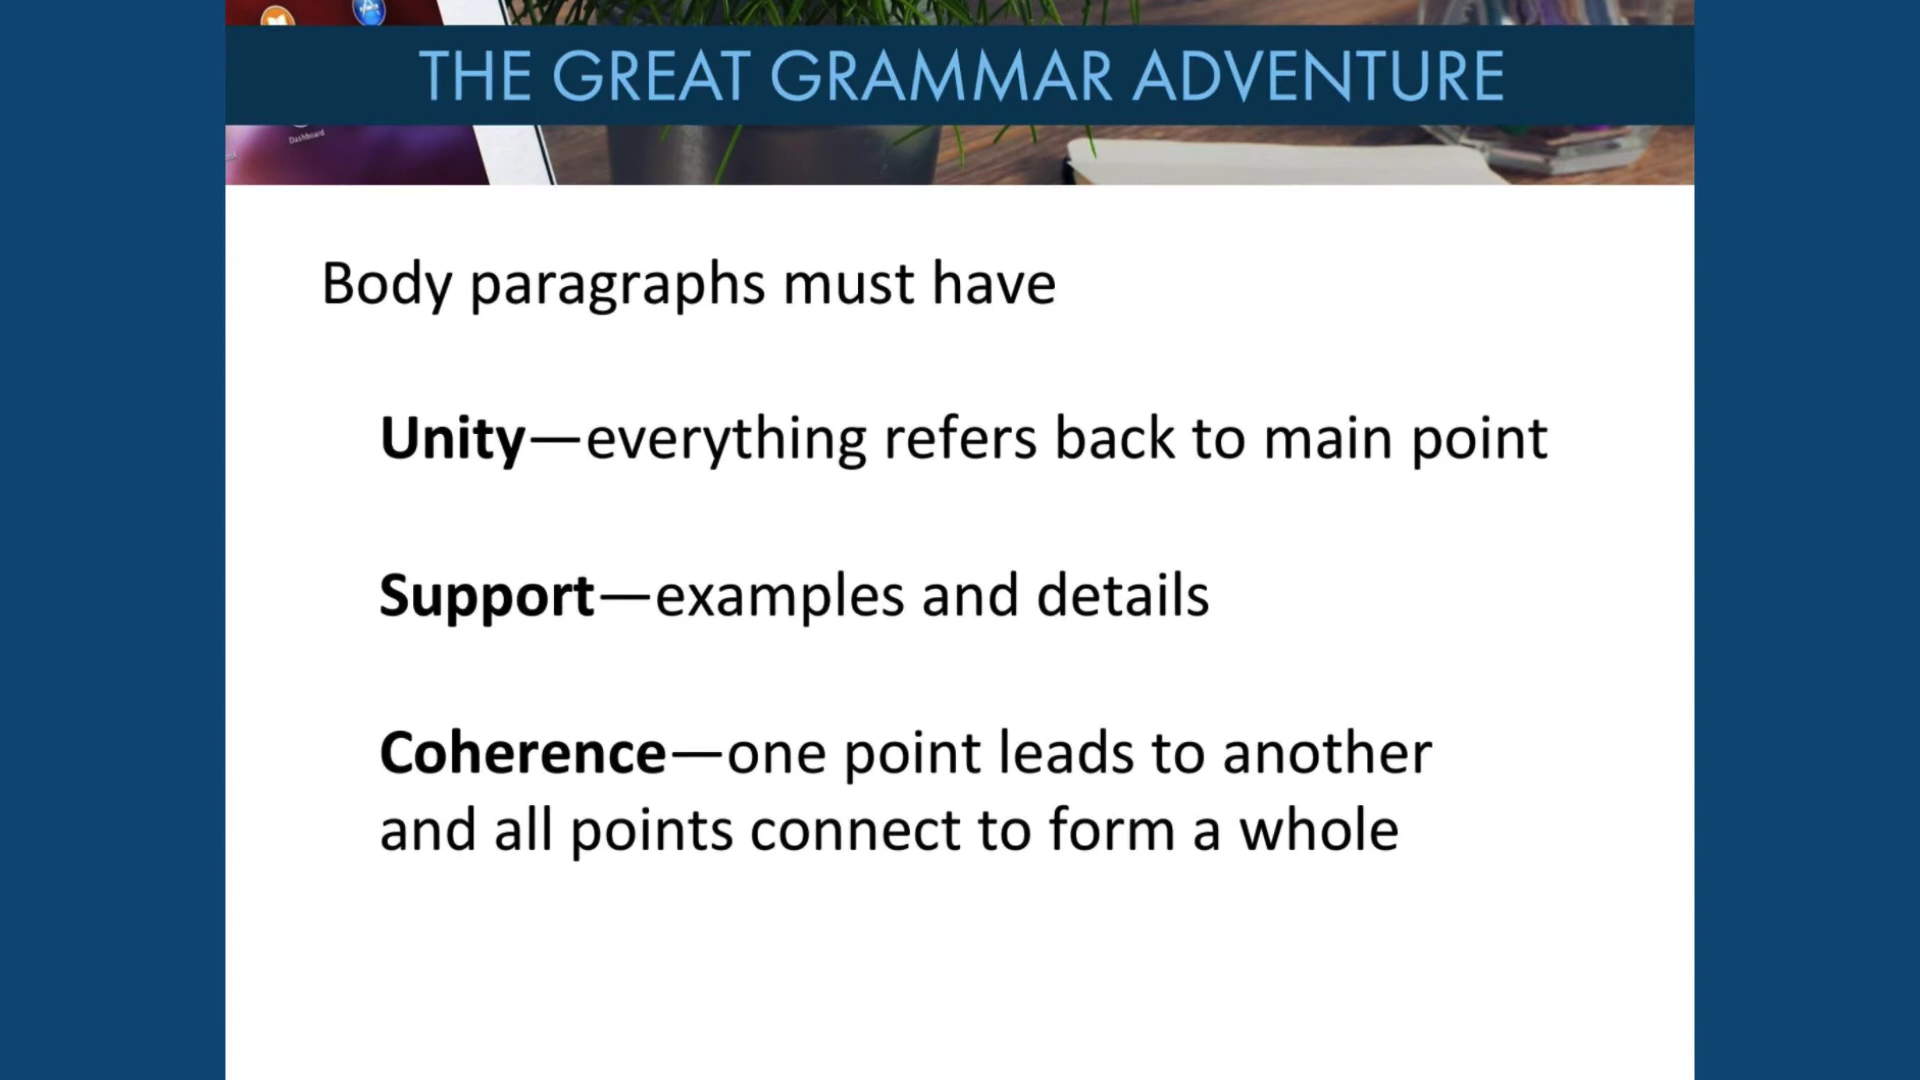 THE GREAT GRAMMAR ADVENTURE
Dashboard
Body paragraphs must have
Unity—everything refers back to main point
Support—examples and details
Coherence—one point leads to another
and all points connect to form a whole